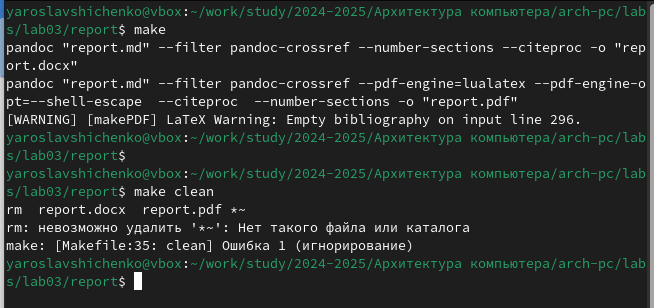 yaroslavshichenko@vbox:~/work/study/2024-2025/Архитектура компьютера/arch-pc/lab
s/lab03/report$ make
pandoc "report.md" --filter pandoc-crossref --number-sections --citeproc -o "rep
ort.docx"
pandoc "report.md" --filter pandoc-crossref --pdf-engine=lualatex --pdf-engine-o
pt=--shell-escape  --citeproc  --number-sections -o "report.pdf"
[WARNING] [makePDF] LaTeX Warning: Empty bibliography on input line 296.
yaroslavshichenko@vbox:~/work/study/2024-2025/Архитектура компьютера/arch-pc/lab
s/lab03/report$
yaroslavshichenko@vbox:~/work/study/2024-2025/Архитектура компьютера/arch-pc/lab
s/lab03/report$ make clean
rm  report.docx  report.pdf *~
rm: невозможно удалить '*~': Нет такого файла или каталога
make: [Makefile:35: clean] Ошибка 1 (игнорирование)
yaroslavshichenko@vbox:~/work/study/2024-2025/Архитектура компьютера/arch-pc/lab
s/lab03/report$